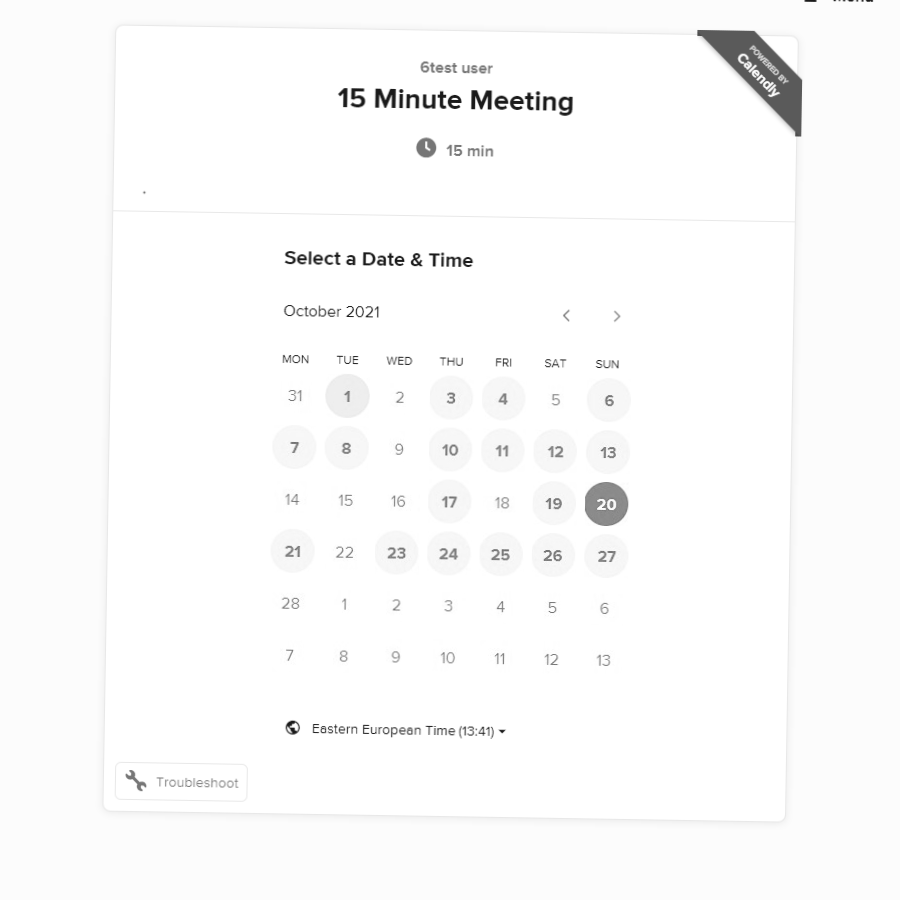 Menu
POWERED BY
Calendly
6test user
15 Minute Meeting
15 min
.
Select a Date & Time
October 2021
MON TUE WED THU FRI SAT SUN
31 1 2 3 4 5 6
7 8 9 10 11 12 13
14 15 16 17 18 19 20
21 22 23 24 25 26 27
28 1 2 3 4 5 6
7 8 9 10 11 12 13
Eastern European Time (13:41)
Troubleshoot